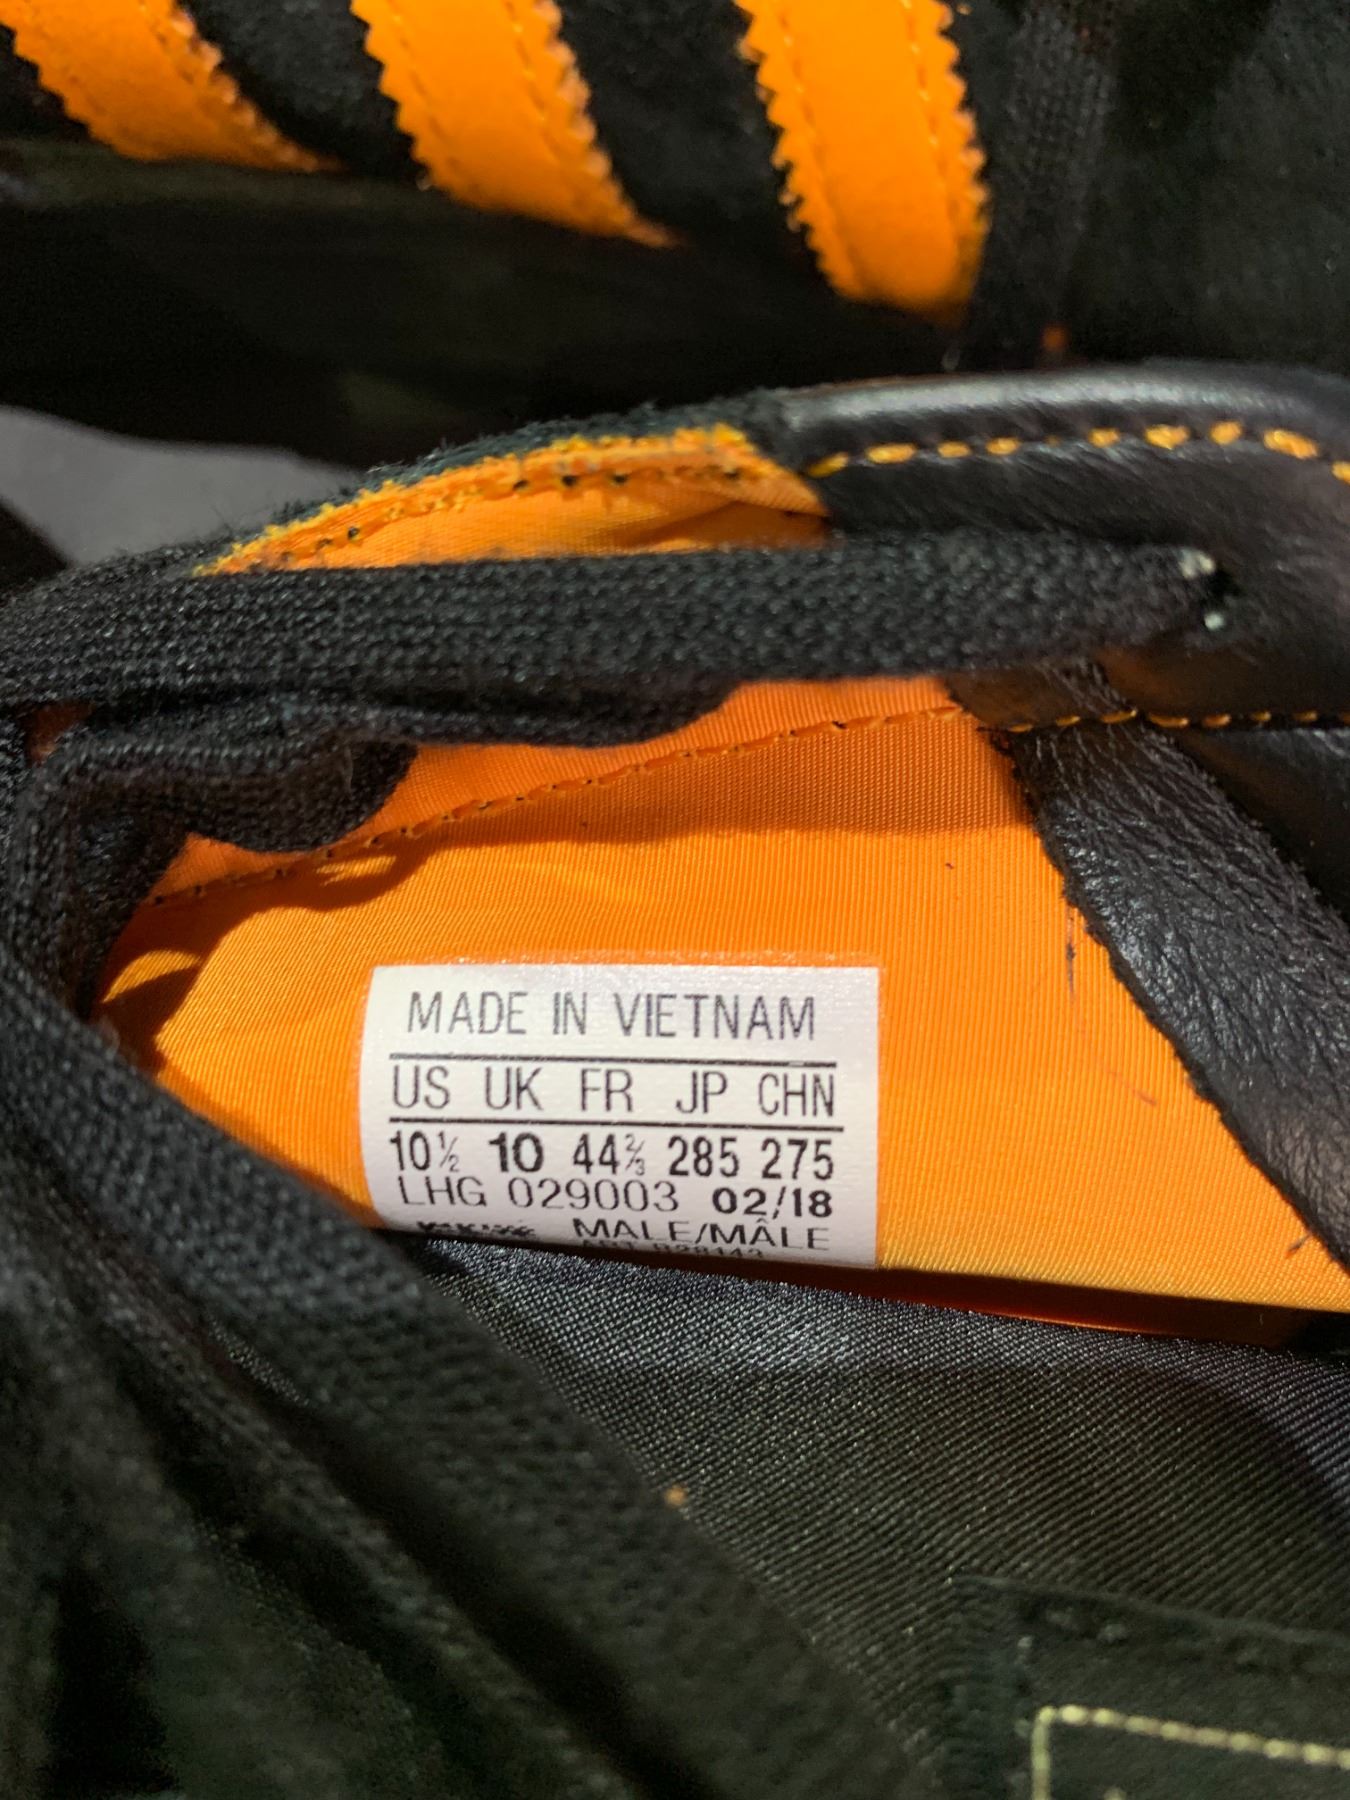 MADE IN VIETNAM
US UK FR JP CHN
10½ 10 44⅔ 285 275
LHG 029003 02/18
MALE/MÂLE